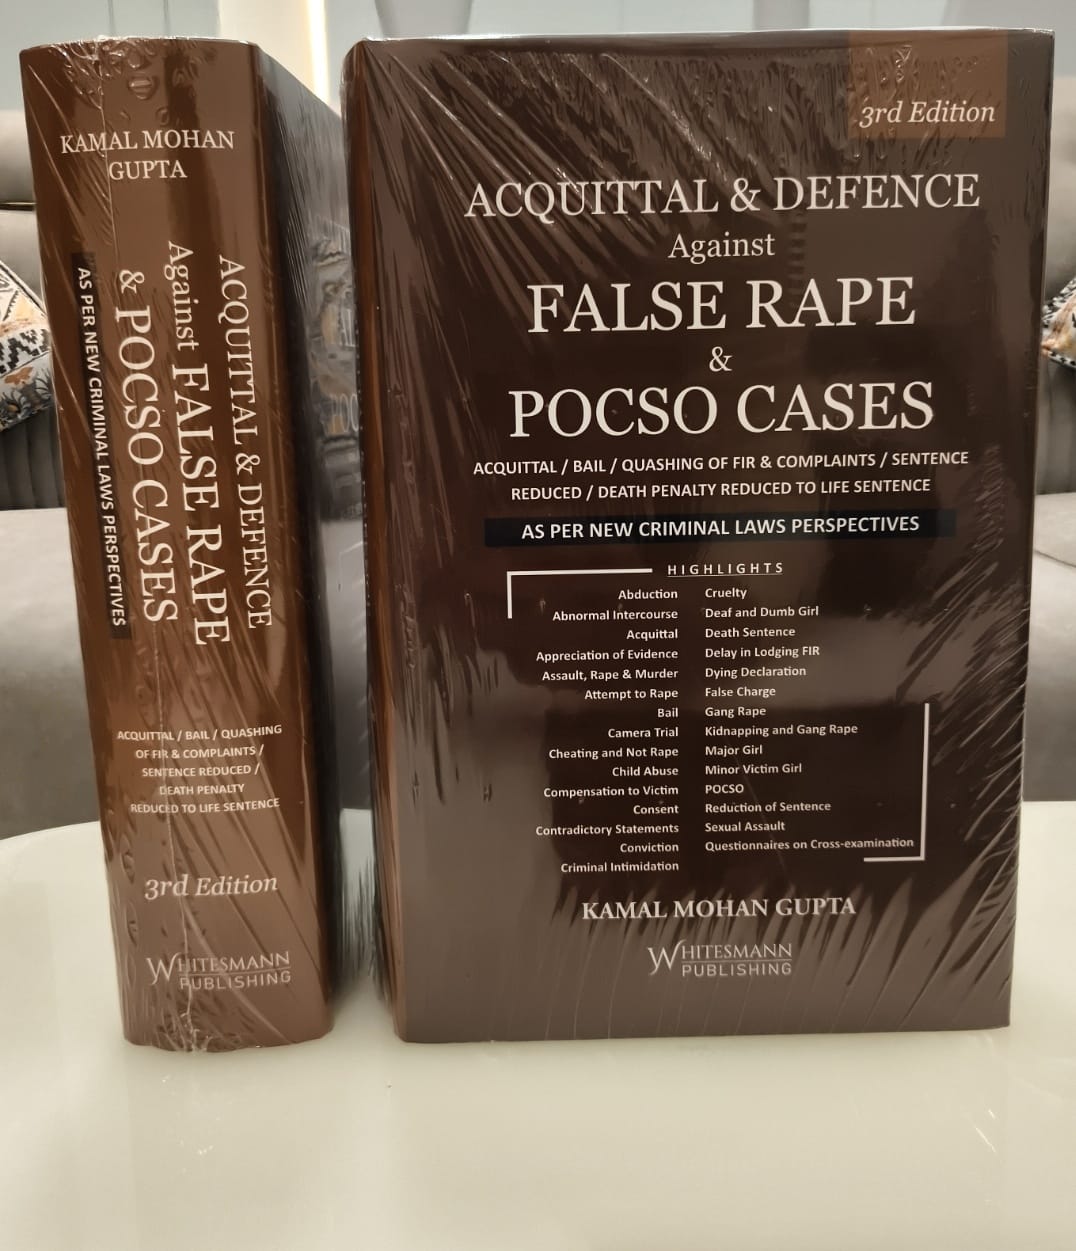 KAMAL MOHAN
GUPTA
ACQUITTAL & DEFENCE
Against FALSE RAPE
& POCSO CASES
AS PER NEW CRIMINAL LAWS PERSPECTIVES
ACQUITTAL / BAIL / QUASHING
OF FIR & COMPLAINTS /
SENTENCE REDUCED /
DEATH PENALTY
REDUCED TO LIFE SENTENCE
3rd Edition
WHITESMANN
PUBLISHING
3rd Edition
ACQUITTAL & DEFENCE
Against
FALSE RAPE
&
POCSO CASES
ACQUITTAL / BAIL / QUASHING OF FIR & COMPLAINTS / SENTENCE
REDUCED / DEATH PENALTY REDUCED TO LIFE SENTENCE
AS PER NEW CRIMINAL LAWS PERSPECTIVES
HIGHLIGHTS
Abduction
Abnormal Intercourse
Acquittal
Appreciation of Evidence
Assault, Rape & Murder
Attempt to Rape
Bail
Camera Trial
Cheating and Not Rape
Child Abuse
Compensation to Victim
Consent
Contradictory Statements
Conviction
Criminal Intimidation
Cruelty
Deaf and Dumb Girl
Death Sentence
Delay in Lodging FIR
Dying Declaration
False Charge
Gang Rape
Kidnapping and Gang Rape
Major Girl
Minor Victim Girl
POCSO
Reduction of Sentence
Sexual Assault
Questionnaires on Cross-examination
KAMAL MOHAN GUPTA
WHITESMANN
PUBLISHING